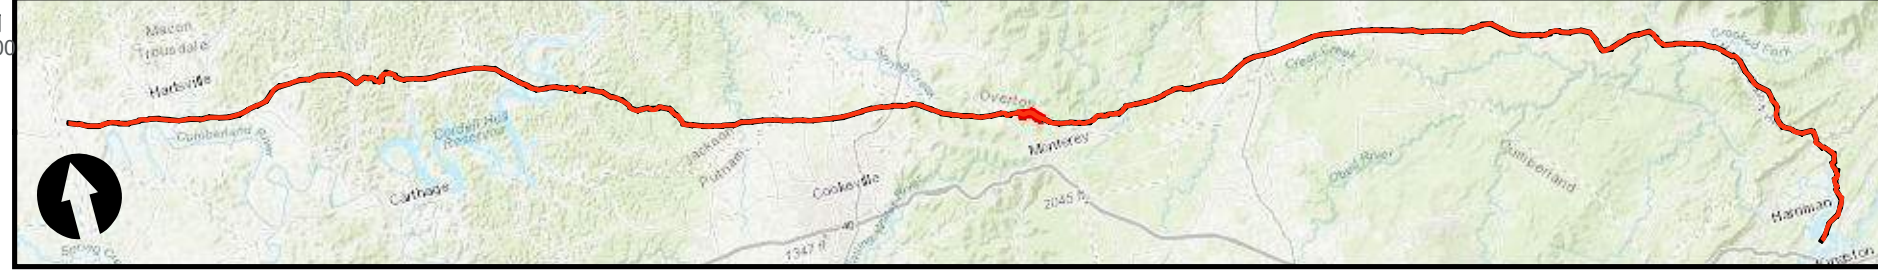 Macon
Trousdale
Hartsville
Cumberland River
Cordell Hull
Reservoir
Carthage
Jackson
Putnam
Cookeville
Overton
Monterey
2045 ft
1347 ft
Obed River
Cumberland
Clear Creek
Crooked Fork
Harriman
Kingston